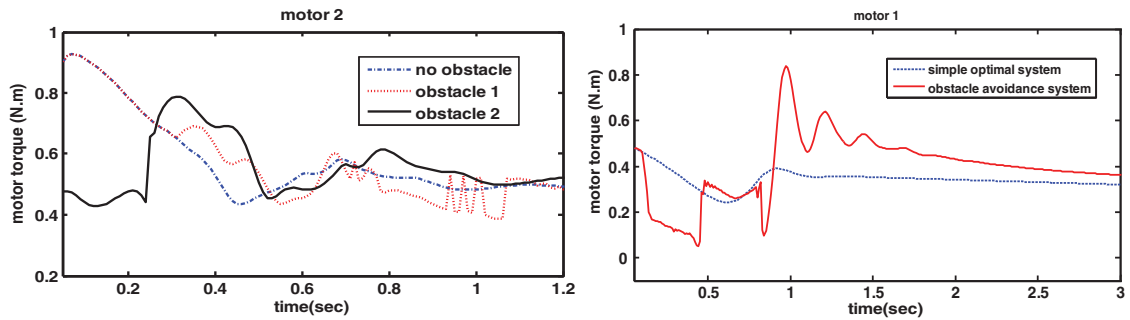 motor 2
motor torque (N.m)
1
0.8
0.6
0.4
0.2
no obstacle
obstacle 1
obstacle 2
0.2
0.4
0.6
0.8
1
1.2
time(sec)
motor 1
motor torque (N.m)
1
0.8
0.6
0.4
0.2
0
simple optimal system
obstacle avoidance system
0.5
1
1.5
2
2.5
3
time(sec)